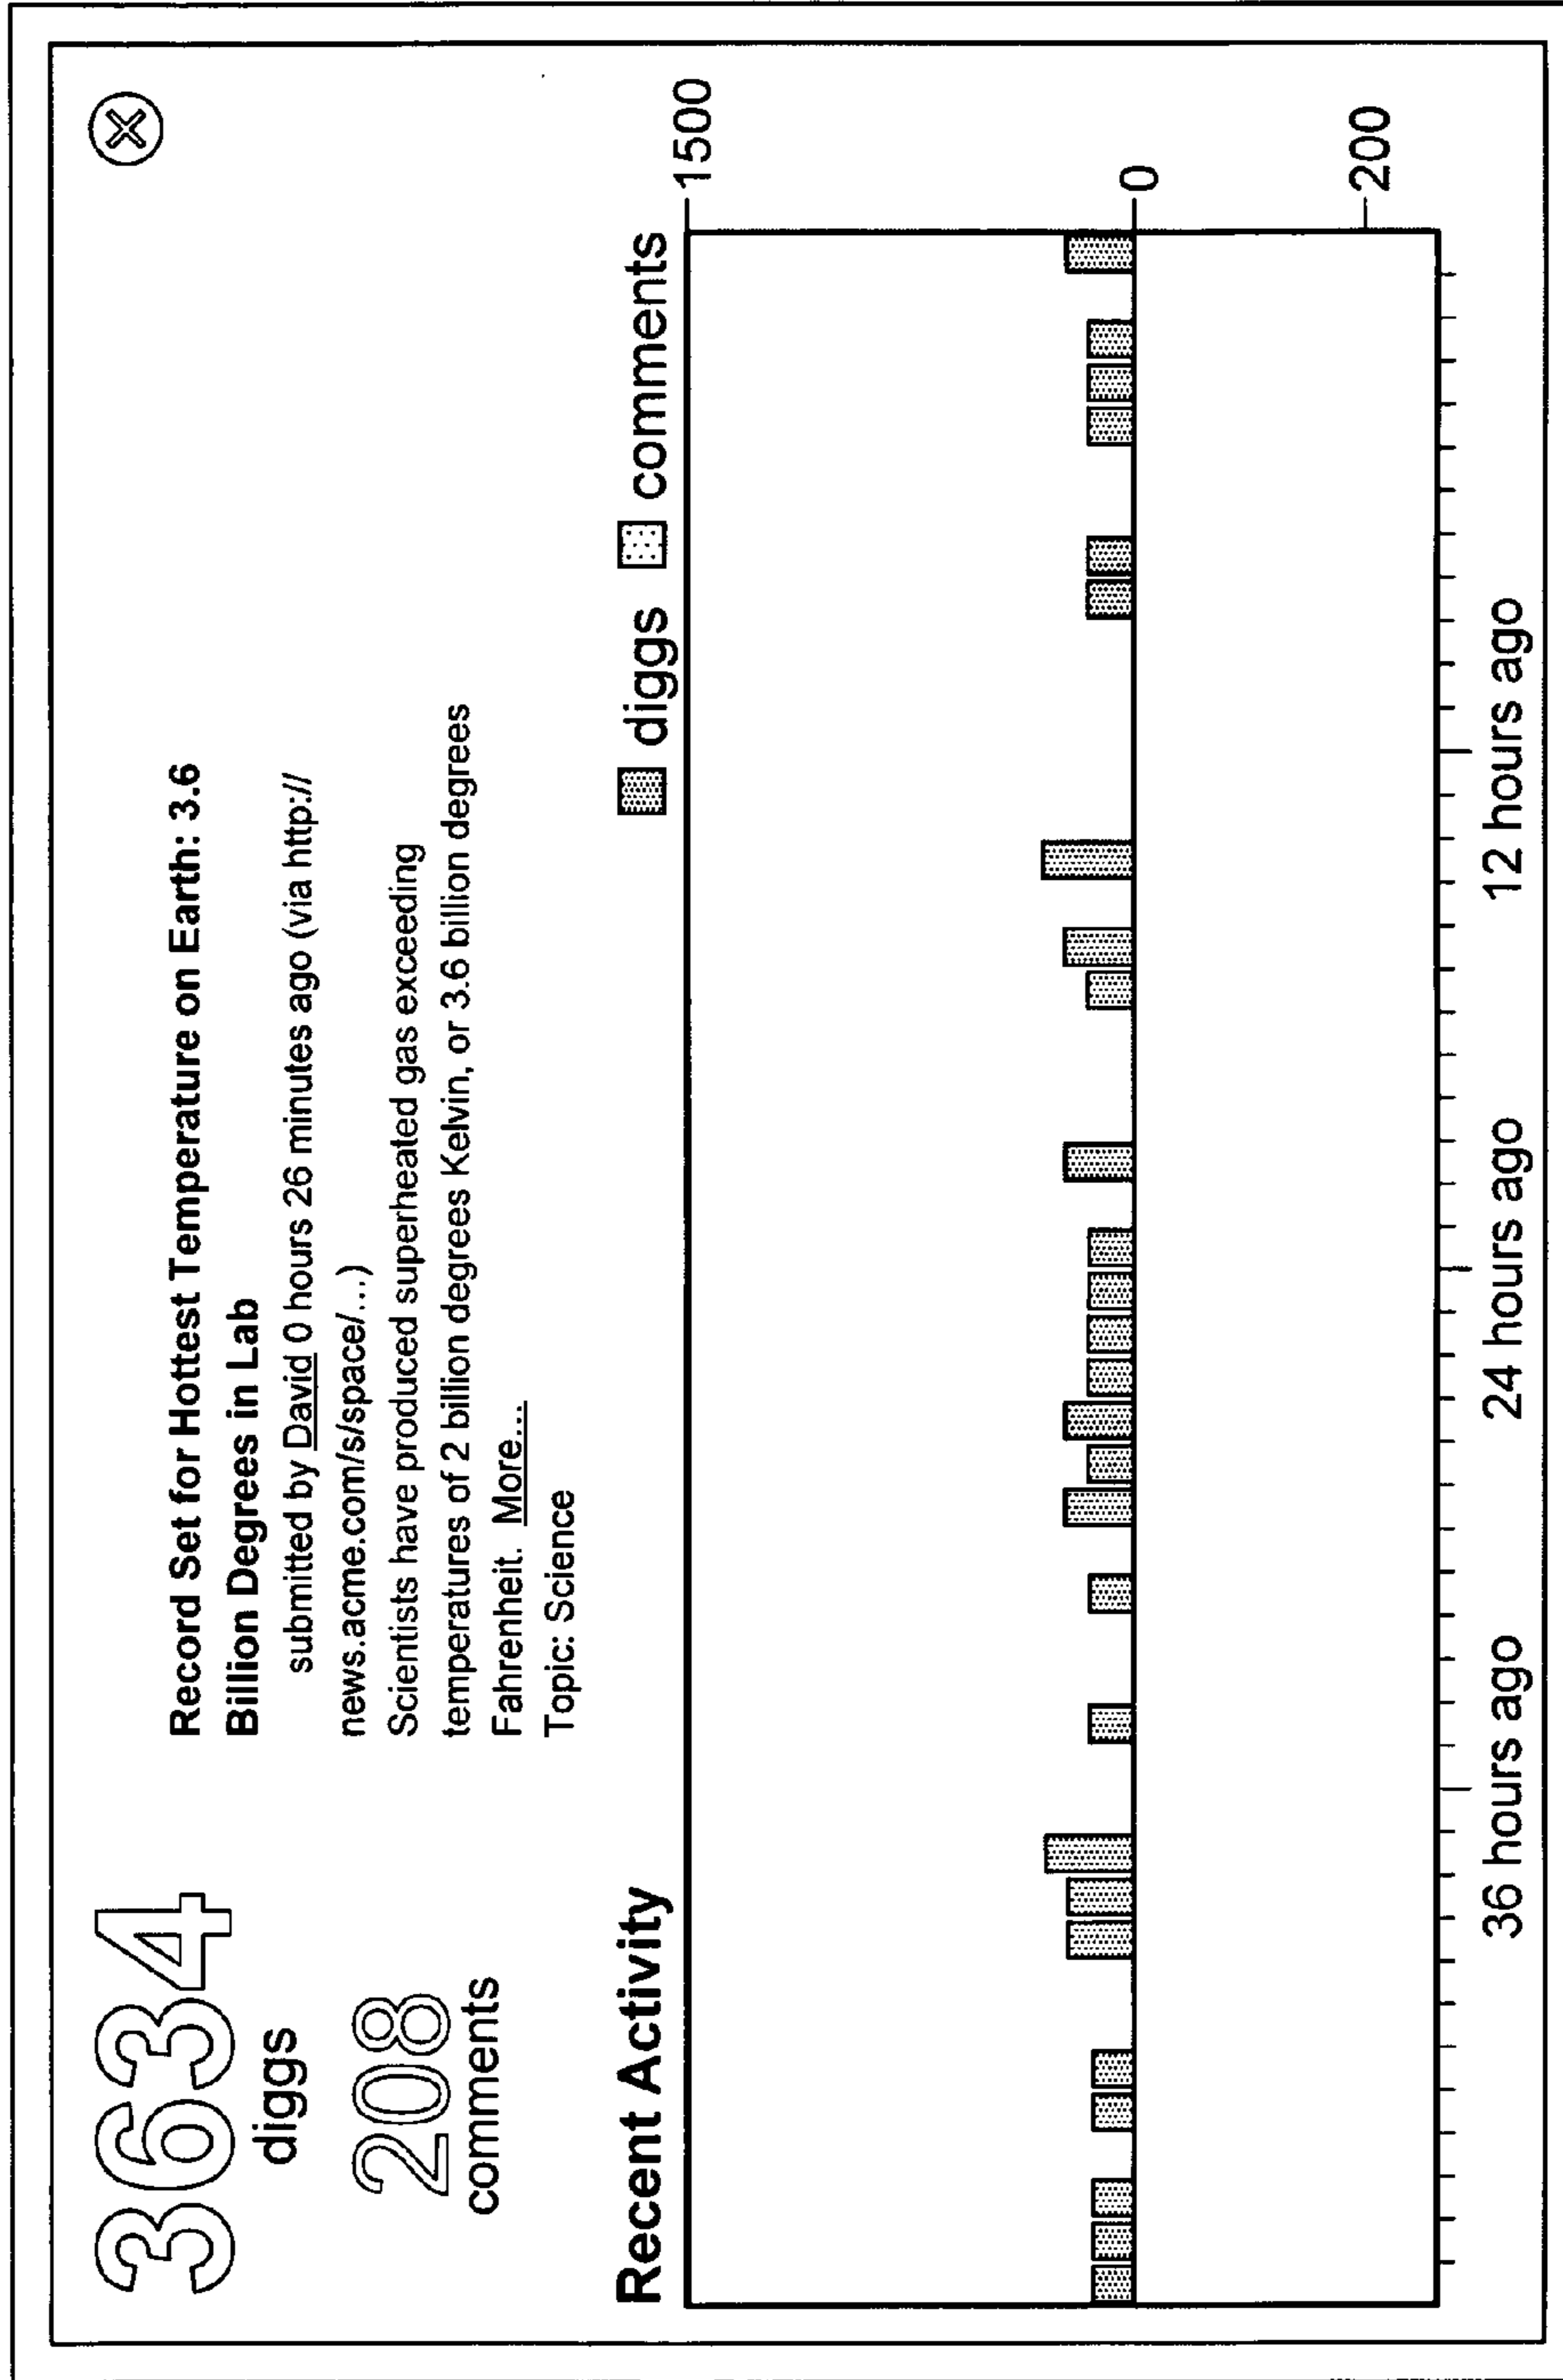 3634
diggs
208
comments
Record Set for Hottest Temperature on Earth: 3.6
Billion Degrees in Lab
submitted by David 0 hours 26 minutes ago (via http://
news.acme.com/s/space/...)
Scientists have produced superheated gas exceeding
temperatures of 2 billion degrees Kelvin, or 3.6 billion degrees
Fahrenheit. More...
Topic: Science
Recent Activity
diggs comments
1500
0
200
36 hours ago 24 hours ago 12 hours ago